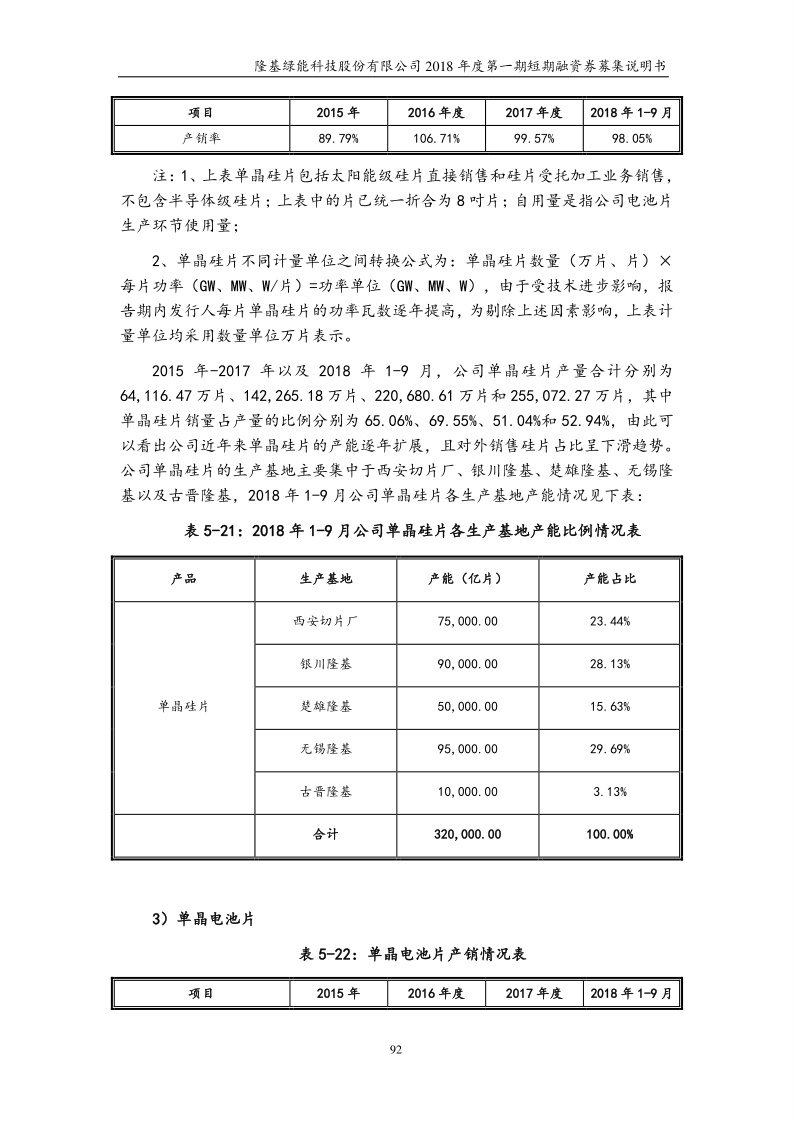 隆基绿能科技股份有限公司 2018 年度第一期短期融资券募集说明书
项目 2015 年 2016 年度 2017 年度 2018 年 1-9 月
产销率 89.79% 106.71% 99.57% 98.05%
注：1、上表单晶硅片包括太阳能级硅片直接销售和硅片受托加工业务销售，
不包含半导体级硅片；上表中的片已统一折合为 8 吋片；自用量是指公司电池片
生产环节使用量；
2、单晶硅片不同计量单位之间转换公式为：单晶硅片数量（万片、片）×
每片功率（GW、MW、W/片）=功率单位（GW、MW、W），由于受技术进步影响，报
告期内发行人每片单晶硅片的功率瓦数逐年提高，为剔除上述因素影响，上表计
量单位均采用数量单位万片表示。
2015 年-2017 年以及 2018 年 1-9 月，公司单晶硅片产量合计分别为
64,116.47 万片、142,265.18 万片、220,680.61 万片和 255,072.27 万片，其中
单晶硅片销量占产量的比例分别为 65.06%、69.55%、51.04%和 52.94%，由此可
以看出公司近年来单晶硅片的产能逐年扩展，且对外销售硅片占比呈下滑趋势。
公司单晶硅片的生产基地主要集中于西安切片厂、银川隆基、楚雄隆基、无锡隆
基以及古晋隆基，2018 年 1-9 月公司单晶硅片各生产基地产能情况见下表：
表 5-21：2018 年 1-9 月公司单晶硅片各生产基地产能比例情况表
产品 生产基地 产能（亿片） 产能占比
西安切片厂 75,000.00 23.44%
银川隆基 90,000.00 28.13%
单晶硅片 楚雄隆基 50,000.00 15.63%
无锡隆基 95,000.00 29.69%
古晋隆基 10,000.00 3.13%
合计 320,000.00 100.00%
3）单晶电池片
表 5-22：单晶电池片产销情况表
项目 2015 年 2016 年度 2017 年度 2018 年 1-9 月
92